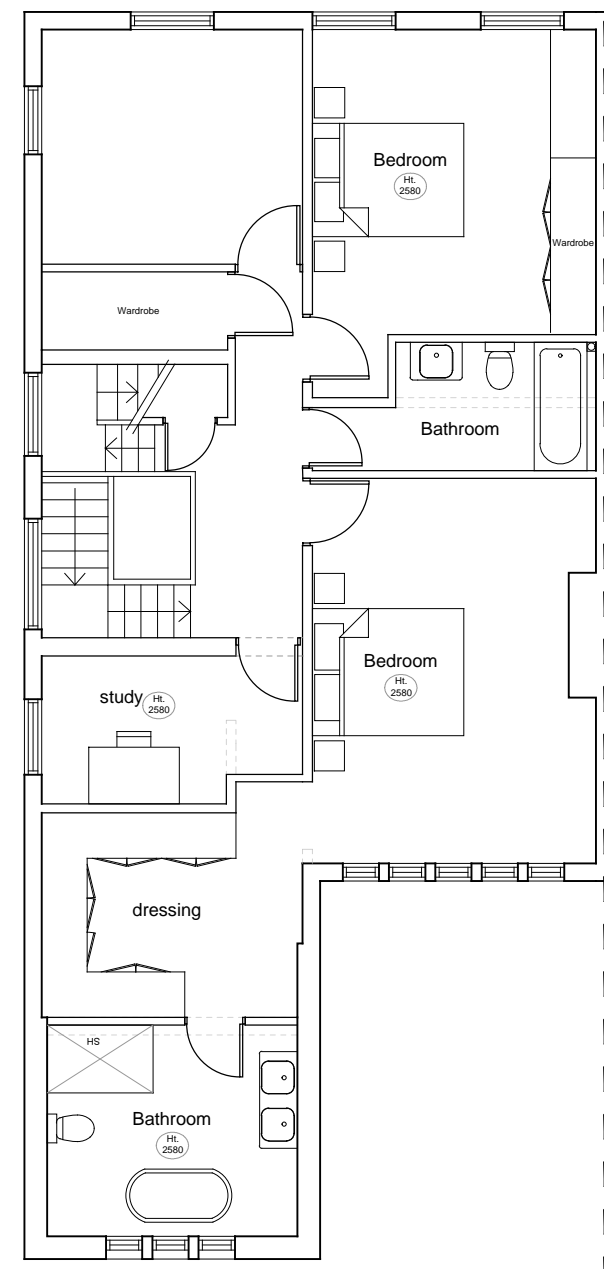 Bedroom
Ht.
2580
Wardrobe
Wardrobe
Bathroom
Bedroom
Ht.
2580
study
Ht.
2580
dressing
HS
Bathroom
Ht.
2580